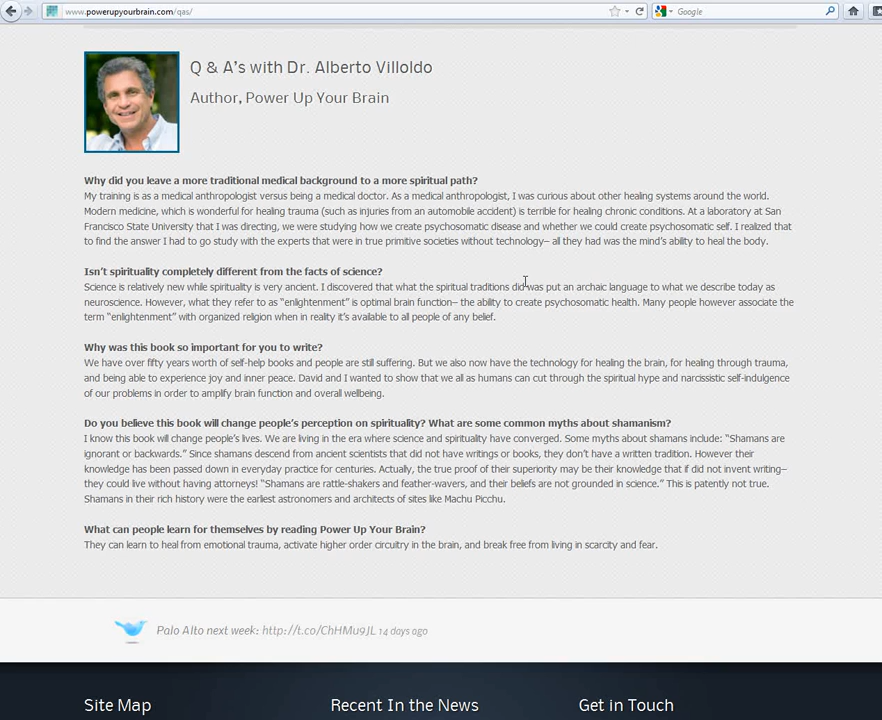 www.powerupyourbrain.com/qas/
Google
Q & A's with Dr. Alberto Villoldo
Author, Power Up Your Brain
Why did you leave a more traditional medical background to a more spiritual path?
My training is as a medical anthropologist versus being a medical doctor. As a medical anthropologist, I was curious about other healing systems around the world.
Modern medicine, which is wonderful for healing trauma (such as injuries from an automobile accident) is terrible for healing chronic conditions. At a laboratory at San
Francisco State University that I was directing, we were studying how we create psychosomatic disease and whether we could create psychosomatic self. I realized that
to find the answer I had to go study with the experts that were in true primitive societies without technology– all they had was the mind's ability to heal the body.
Isn't spirituality completely different from the facts of science?
Science is relatively new while spirituality is very ancient. I discovered that what the spiritual traditions did was put an archaic language to what we describe today as
neuroscience. However, what they refer to as “enlightenment” is optimal brain function– the ability to create psychosomatic health. Many people however associate the
term “enlightenment” with organized religion when in reality it's available to all people of any belief.
Why was this book so important for you to write?
We have over fifty years worth of self-help books and people are still suffering. But we also now have the technology for healing the brain, for healing through trauma,
and being able to experience joy and inner peace. David and I wanted to show that we all as humans can cut through the spiritual hype and narcissistic self-indulgence
of our problems in order to amplify brain function and overall wellbeing.
Do you believe this book will change people's perception on spirituality? What are some common myths about shamanism?
I know this book will change people's lives. We are living in the era where science and spirituality have converged. Some myths about shamans include: “Shamans are
ignorant or backwards.” Since shamans descend from ancient scientists that did not have writings or books, they don't have a written tradition. However their
knowledge has been passed down in everyday practice for centuries. Actually, the true proof of their superiority may be their knowledge that if did not invent writing–
they could live without having attorneys! “Shamans are rattle-shakers and feather-wavers, and their beliefs are not grounded in science.” This is patently not true.
Shamans in their rich history were the earliest astronomers and architects of sites like Machu Picchu.
What can people learn for themselves by reading Power Up Your Brain?
They can learn to heal from emotional trauma, activate higher order circuitry in the brain, and break free from living in scarcity and fear.
Palo Alto next week: http://t.co/ChHMu9JL 14 days ago
Site Map
Recent In the News
Get in Touch